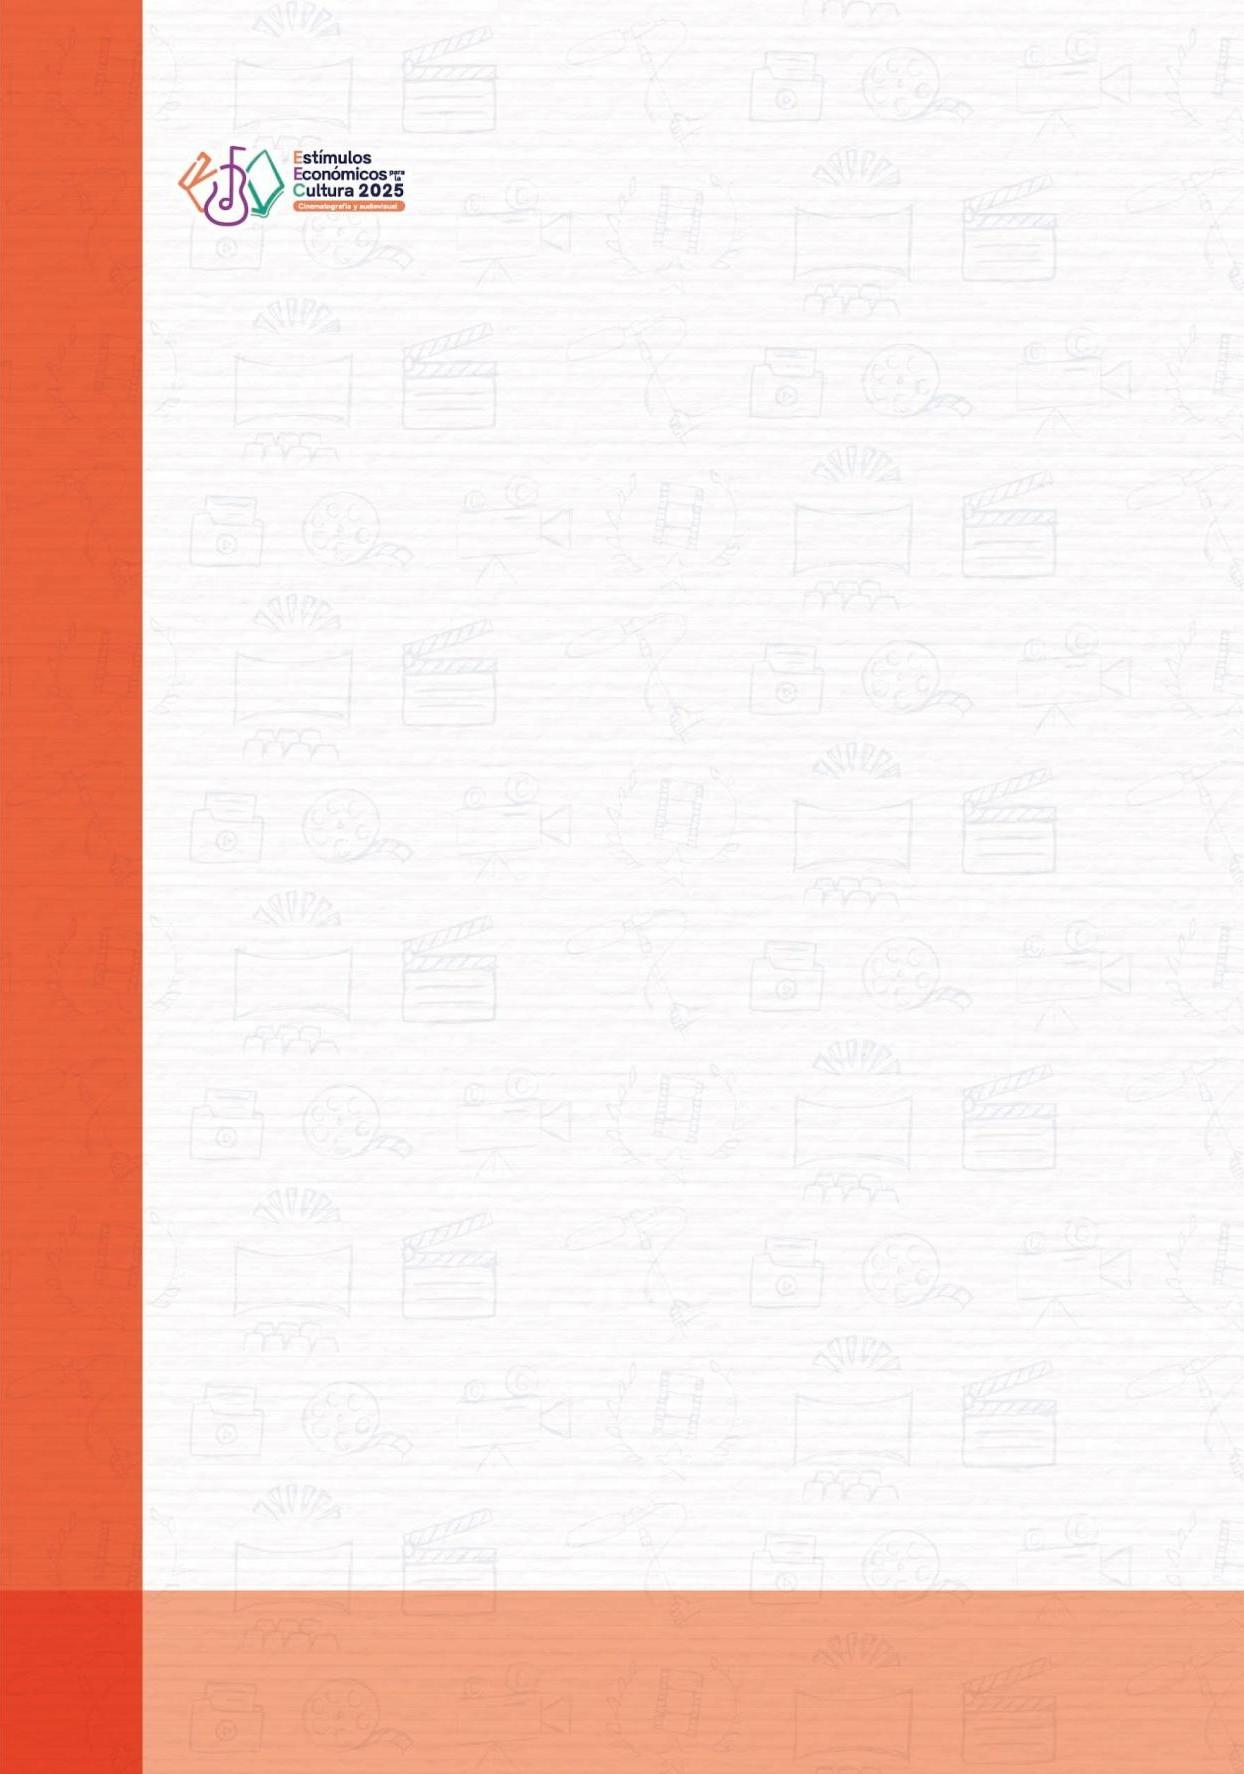 Estímulos
Económicos para la
Cultura 2025
Cinematografía y audiovisual